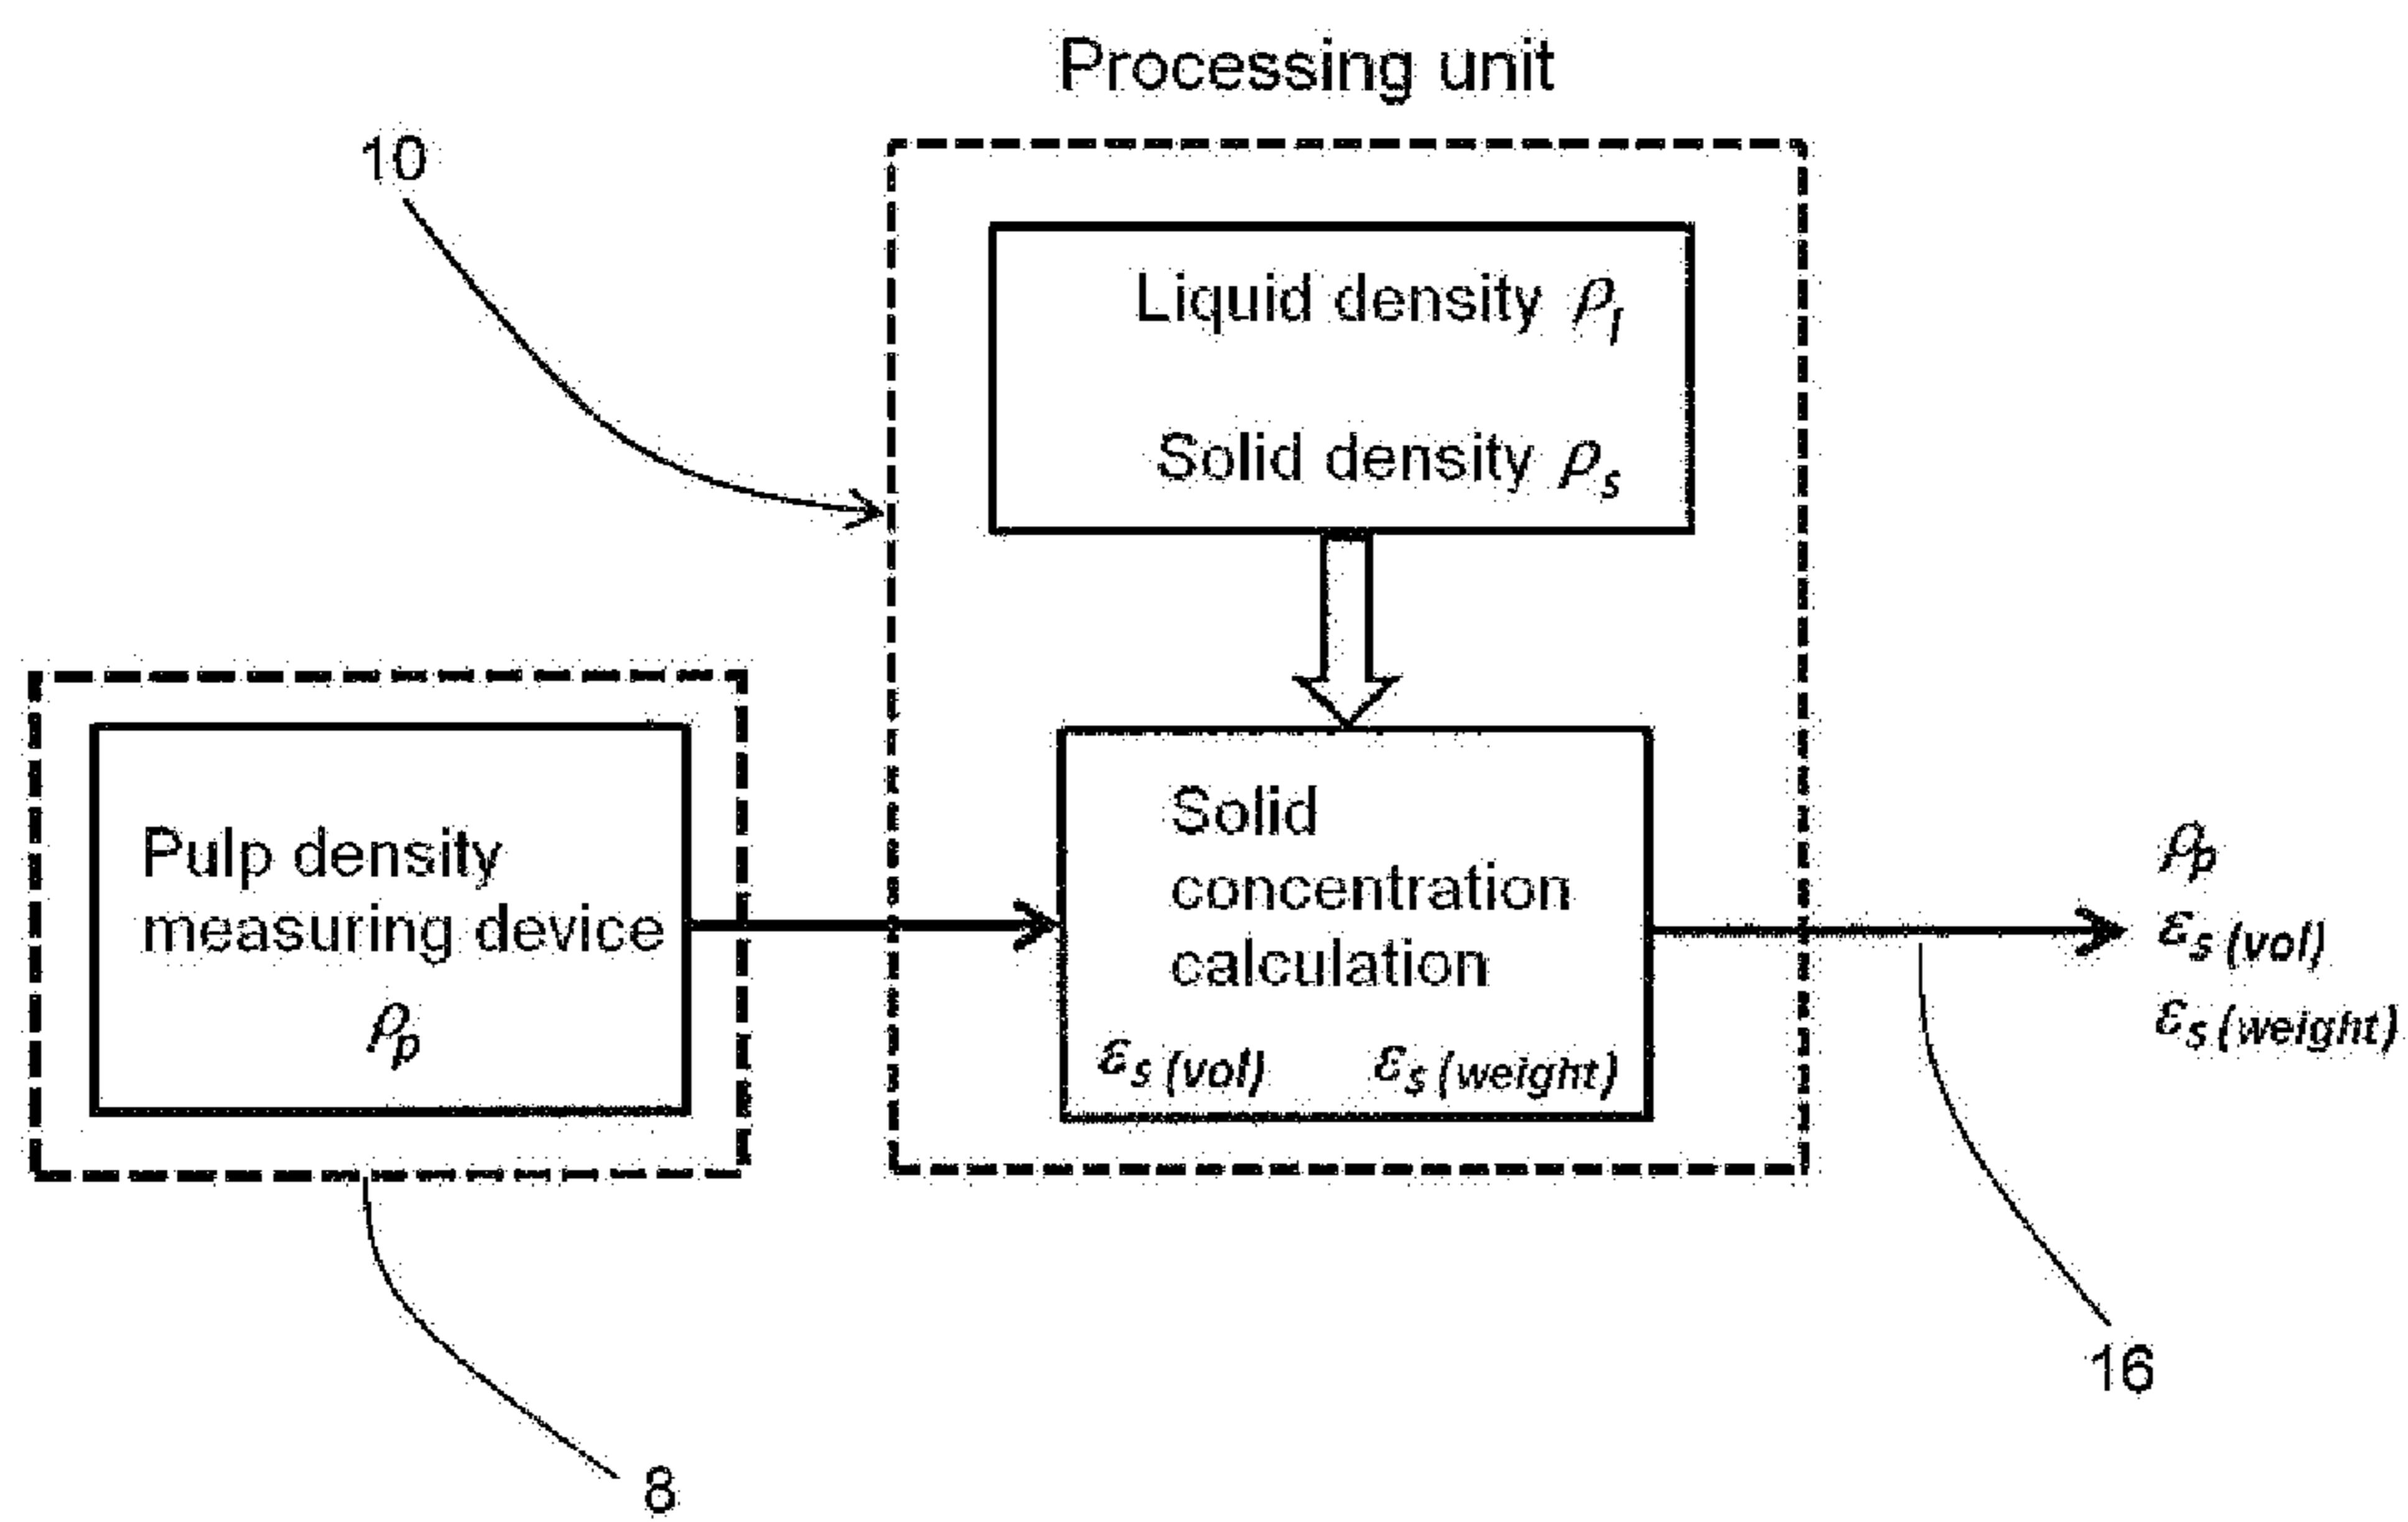 Processing unit
10
Liquid density ρl
Solid density ρs
Pulp density
measuring device
ρp
Solid
concentration
calculation
εs (vol) εs (weight)
ρp
εs (vol)
εs (weight)
16
8